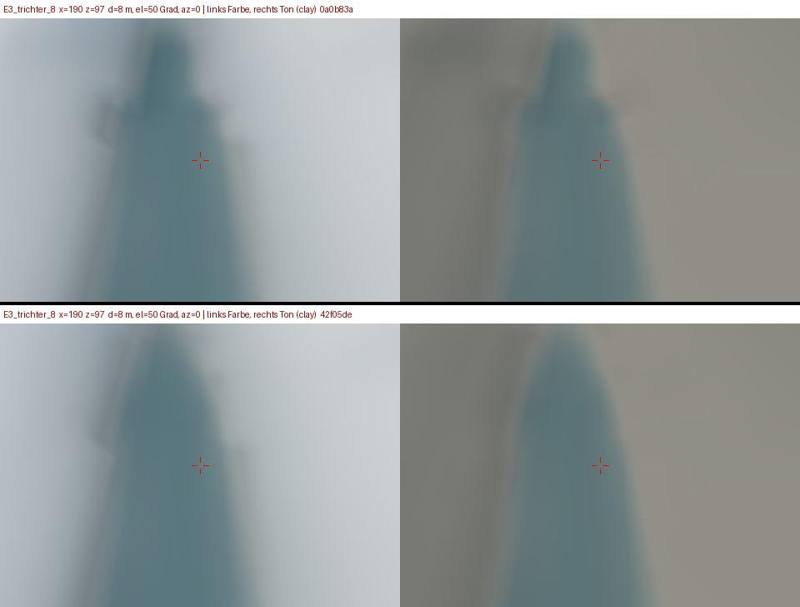 E3_trichter_8 x=190 z=97 d=8 m, el=50 Grad, az=0 | links Farbe, rechts Ton (clay) 0a0b83a
E3_trichter_8 x=190 z=97 d=8 m, el=50 Grad, az=0 | links Farbe, rechts Ton (clay) 42f05de